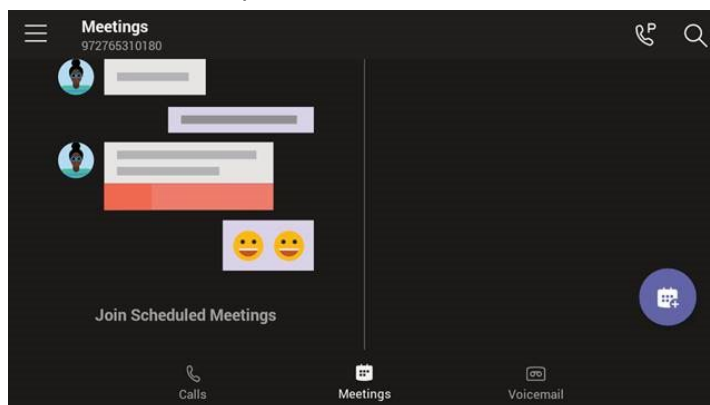 Meetings
972765310180
P
Join Scheduled Meetings
Calls
Meetings
Voicemail